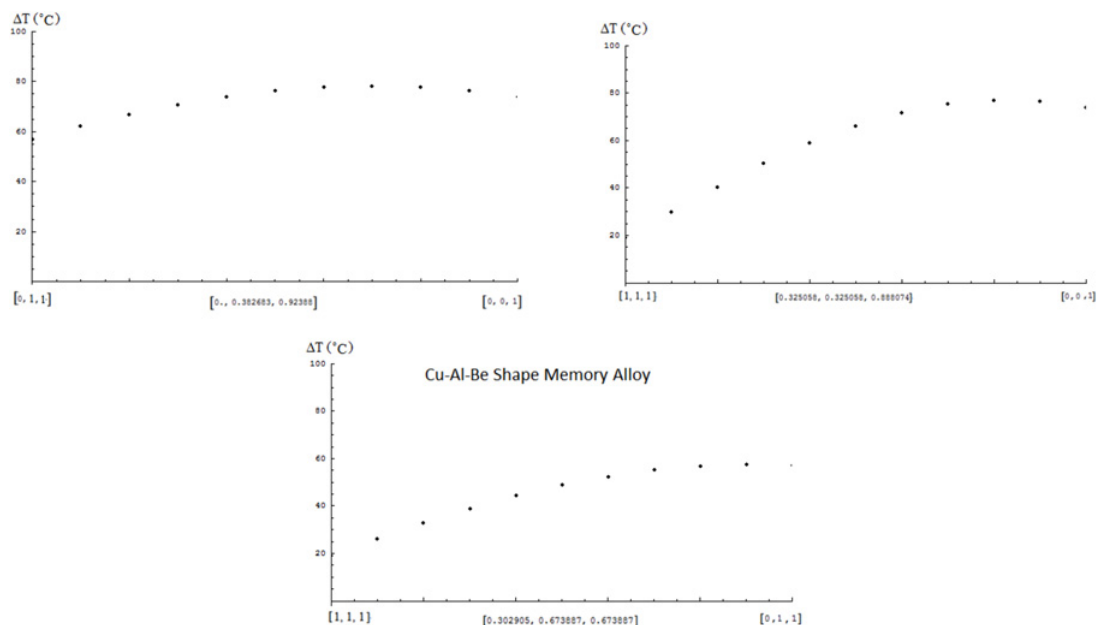 ΔT (°C)
100
80
60
40
20
[0, 1, 1]
[0., 0.382683, 0.92388]
[0, 0, 1]
ΔT (°C)
100
80
60
40
20
[1, 1, 1]
[0.325058, 0.325058, 0.888074]
[0, 0, 1]
ΔT (°C)
Cu-Al-Be Shape Memory Alloy
100
80
60
40
20
[1, 1, 1]
[0.302905, 0.673887, 0.673887]
[0, 1, 1]